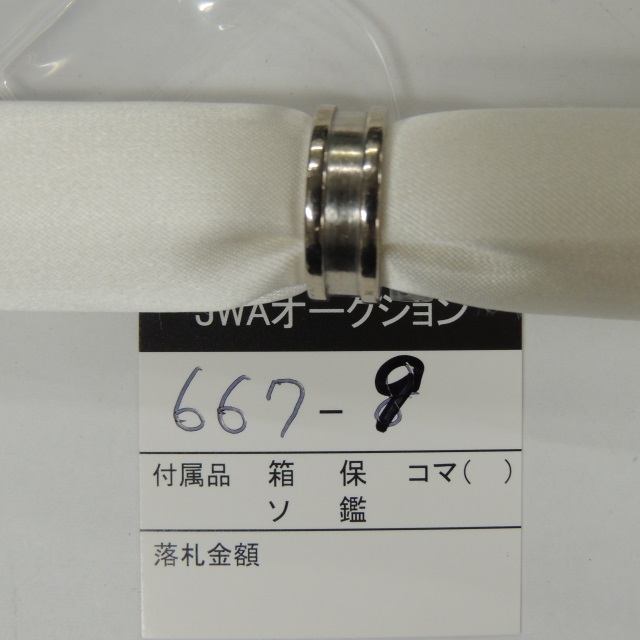 JWAオークション
667-9
付属品 箱 保 コマ( )
ソ 鑑
落札金額